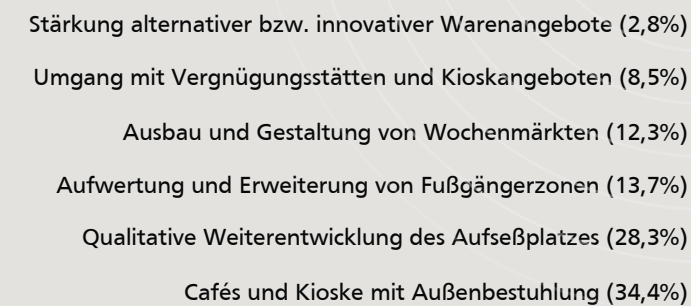 Stärkung alternativer bzw. innovativer Warenangebote (2,8%)
Umgang mit Vergnügungsstätten und Kioskangeboten (8,5%)
Ausbau und Gestaltung von Wochenmärkten (12,3%)
Aufwertung und Erweiterung von Fußgängerzonen (13,7%)
Qualitative Weiterentwicklung des Aufseßplatzes (28,3%)
Cafés und Kioske mit Außenbestuhlung (34,4%)